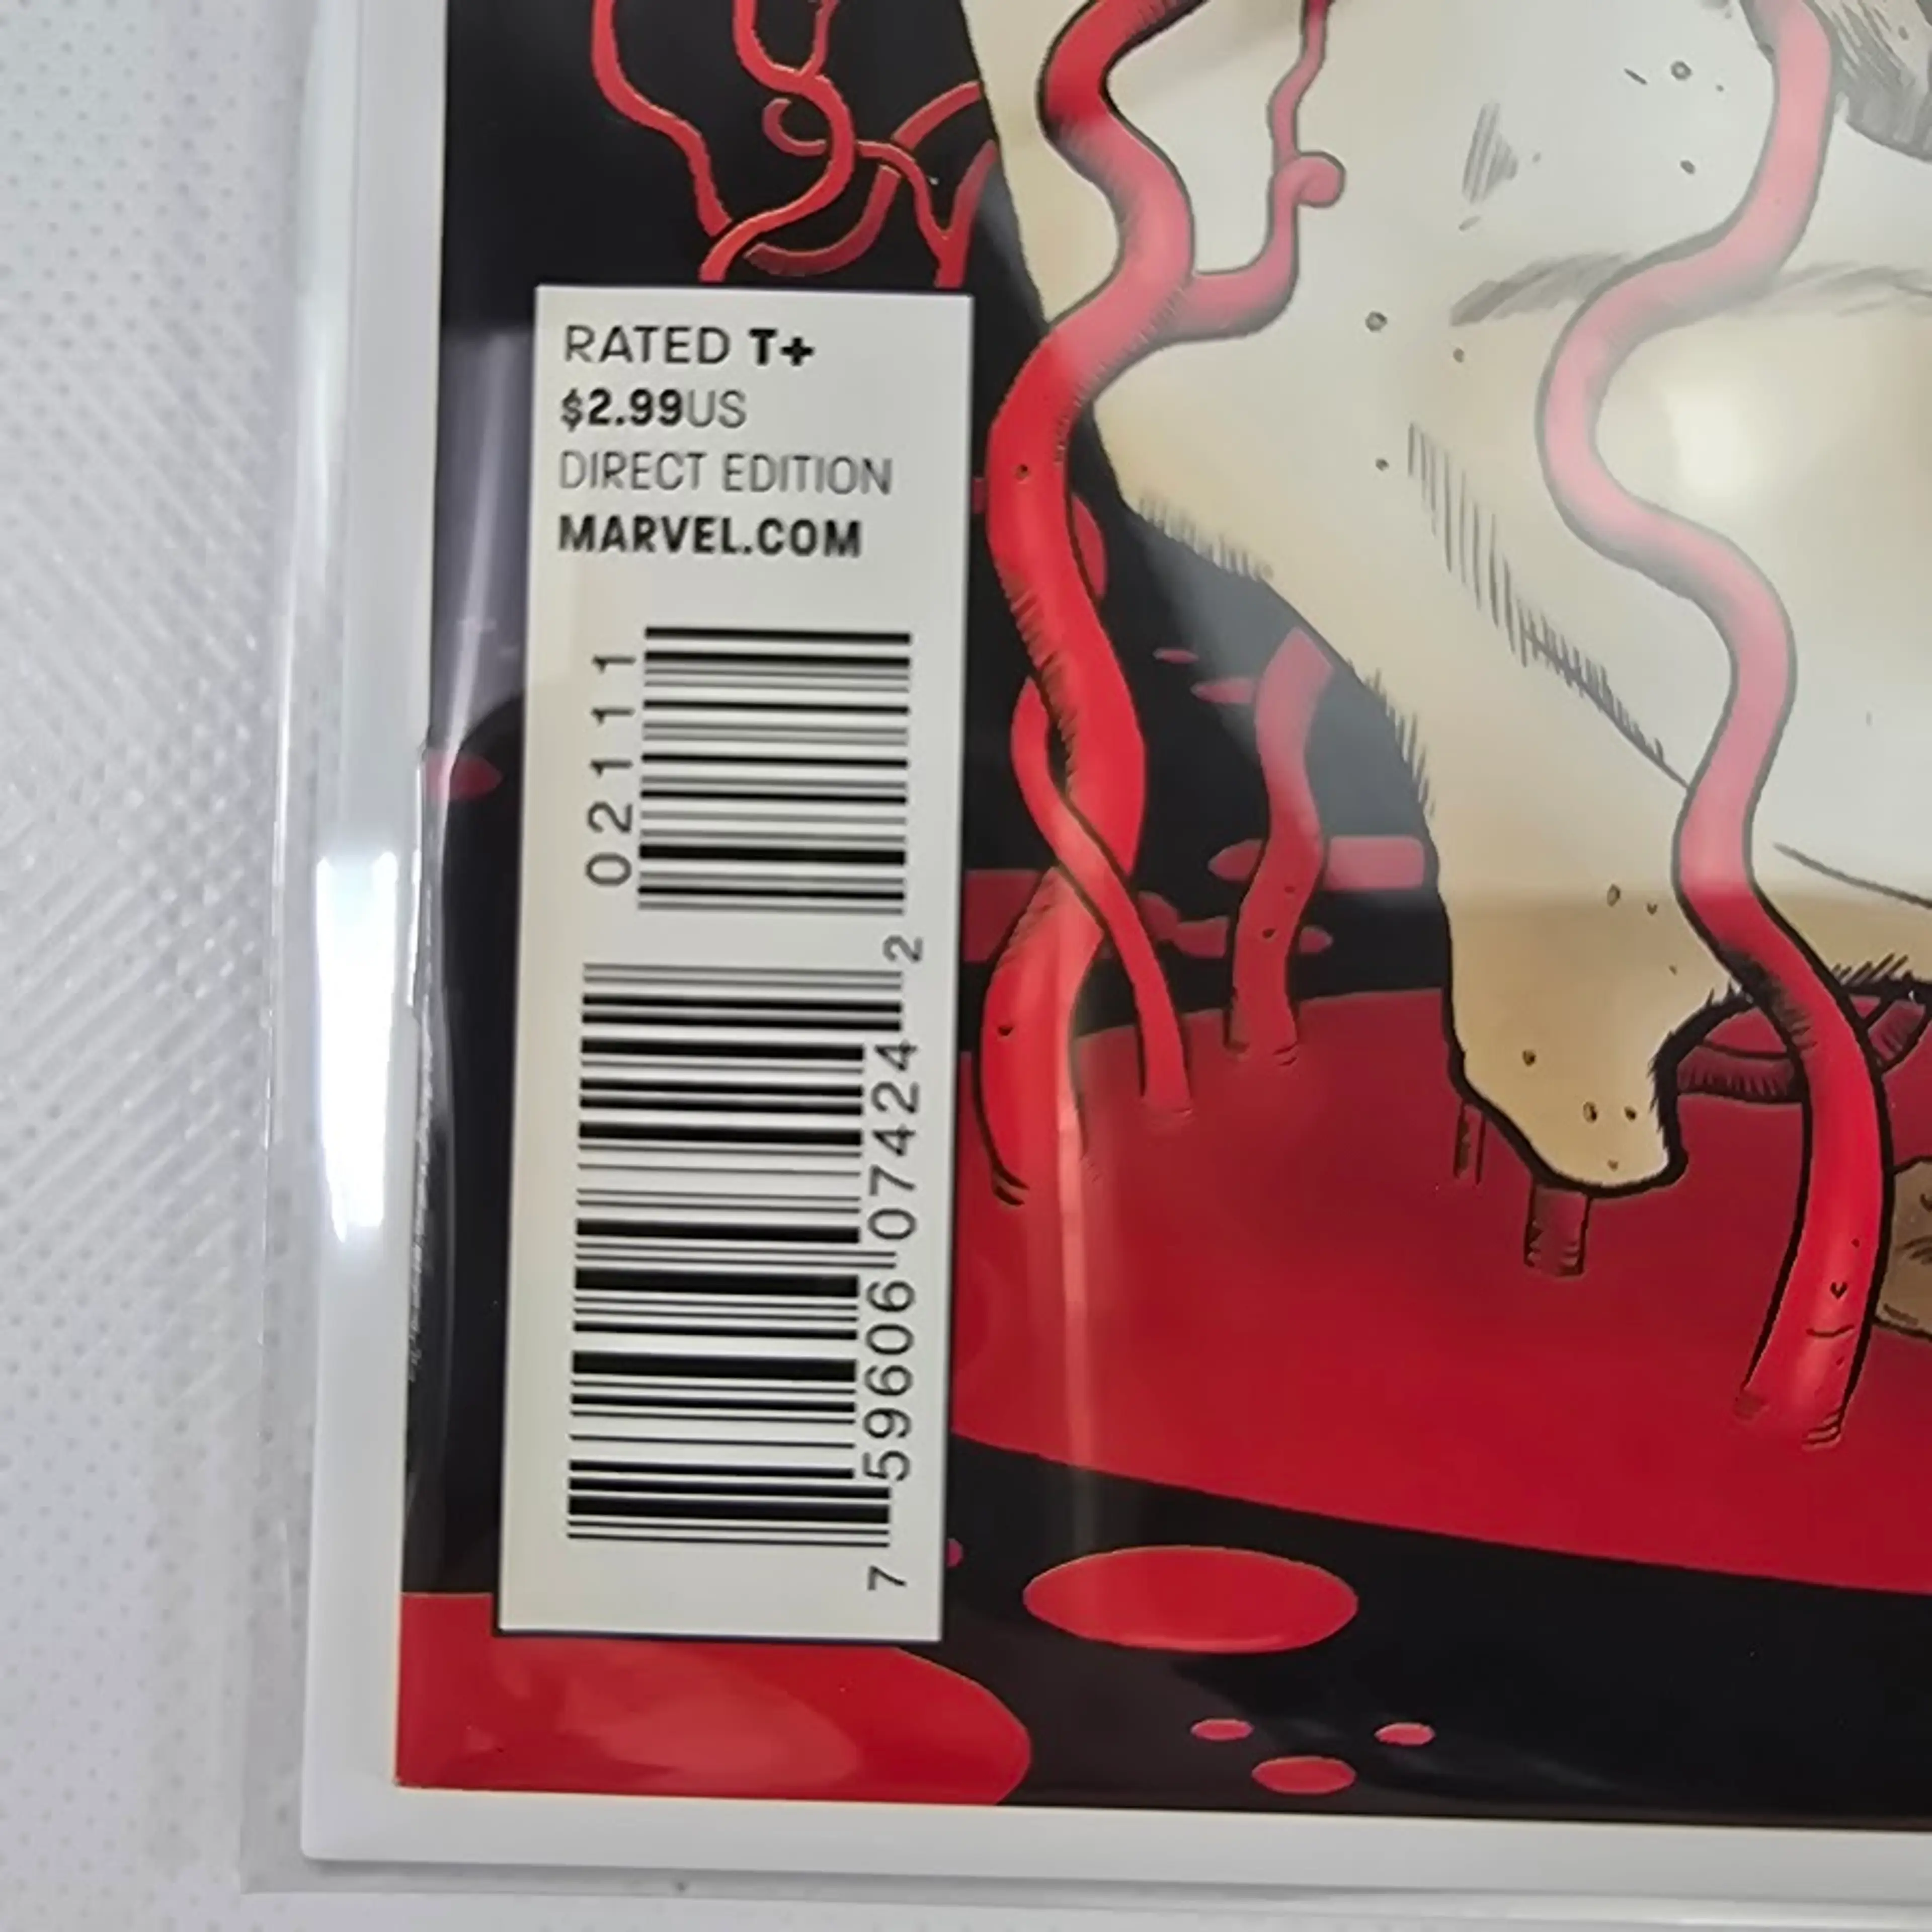 RATED T+
$2.99US
DIRECT EDITION
MARVEL.COM
02111
7 59606 07424 2